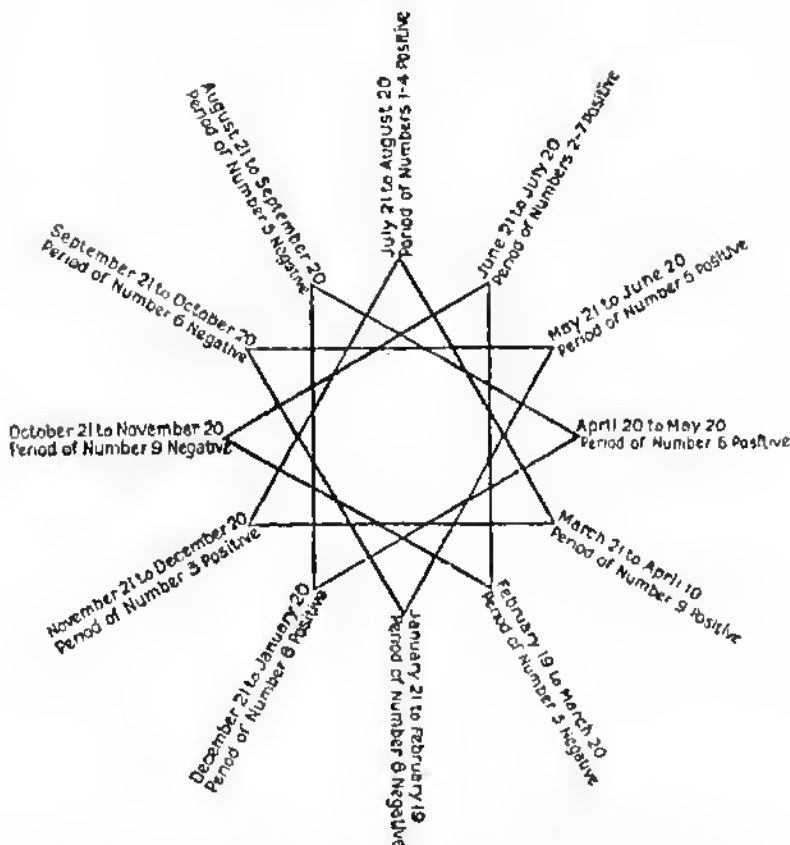 July 21 to August 20
Period of Numbers 1-4 Positive
June 21 to July 20
Period of Numbers 2-7 Positive
May 21 to June 20
Period of Number 5 Positive
April 20 to May 20
Period of Number 6 Positive
March 21 to April 10
Period of Number 9 Positive
February 19 to March 20
Period of Number 3 Negative
January 21 to February 19
Period of Number 8 Negative
December 21 to January 20
Period of Number 8 Positive
November 21 to December 20
Period of Number 3 Positive
October 21 to November 20
Period of Number 9 Negative
September 21 to October 20
Period of Number 6 Negative
August 21 to September 20
Period of Number 5 Negative